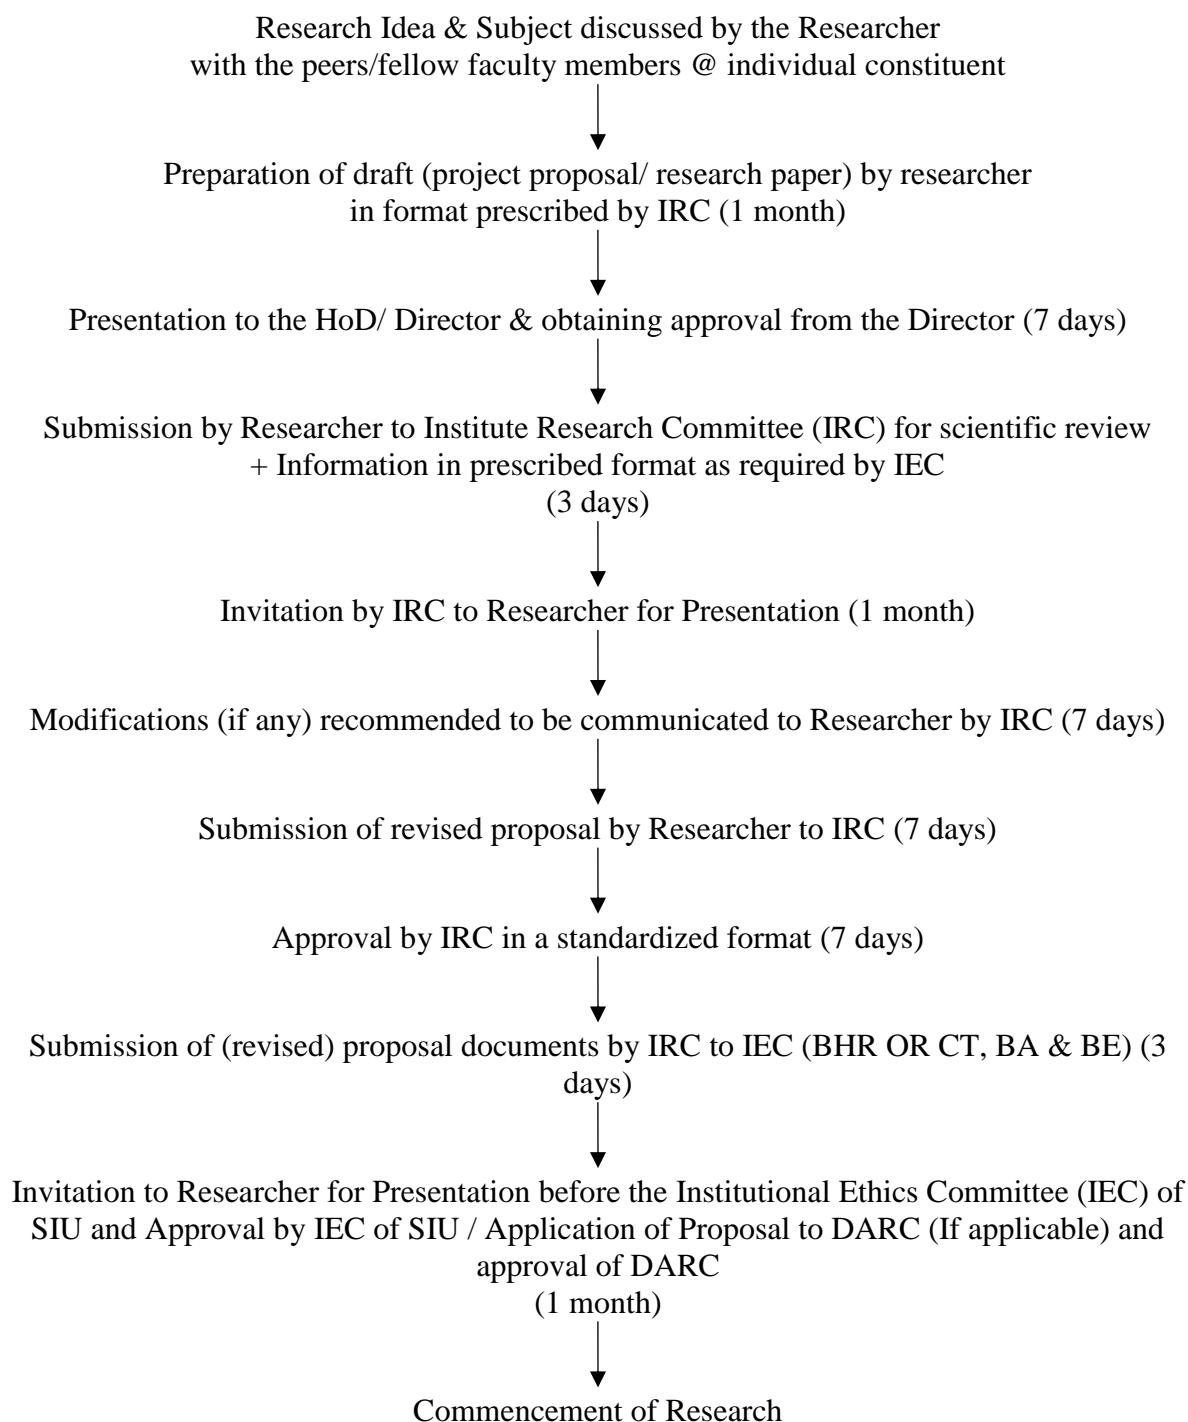 Research Idea & Subject discussed by the Researcher
with the peers/fellow faculty members @ individual constituent
Preparation of draft (project proposal/ research paper) by researcher
in format prescribed by IRC (1 month)
Presentation to the HoD/ Director & obtaining approval from the Director (7 days)
Submission by Researcher to Institute Research Committee (IRC) for scientific review
+ Information in prescribed format as required by IEC
(3 days)
Invitation by IRC to Researcher for Presentation (1 month)
Modifications (if any) recommended to be communicated to Researcher by IRC (7 days)
Submission of revised proposal by Researcher to IRC (7 days)
Approval by IRC in a standardized format (7 days)
Submission of (revised) proposal documents by IRC to IEC (BHR OR CT, BA & BE) (3
days)
Invitation to Researcher for Presentation before the Institutional Ethics Committee (IEC) of
SIU and Approval by IEC of SIU / Application of Proposal to DARC (If applicable) and
approval of DARC
(1 month)
Commencement of Research